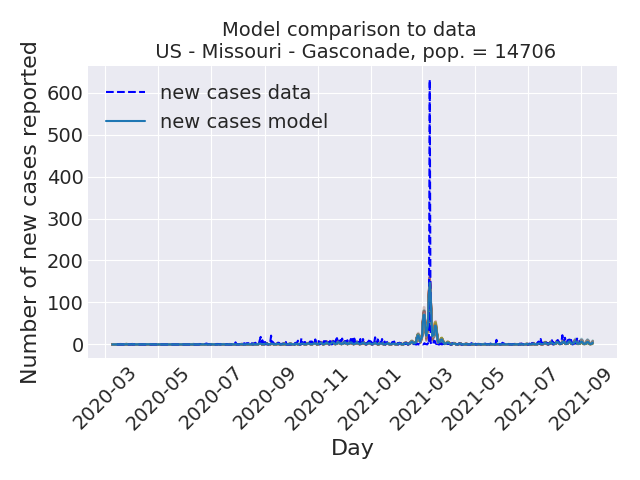 Model comparison to data
US - Missouri - Gasconade, pop. = 14706
Number of new cases reported
600
500
400
300
200
100
0
new cases data
new cases model
2020-03
2020-05
2020-07
2020-09
2020-11
2021-01
2021-03
2021-05
2021-07
2021-09
Day